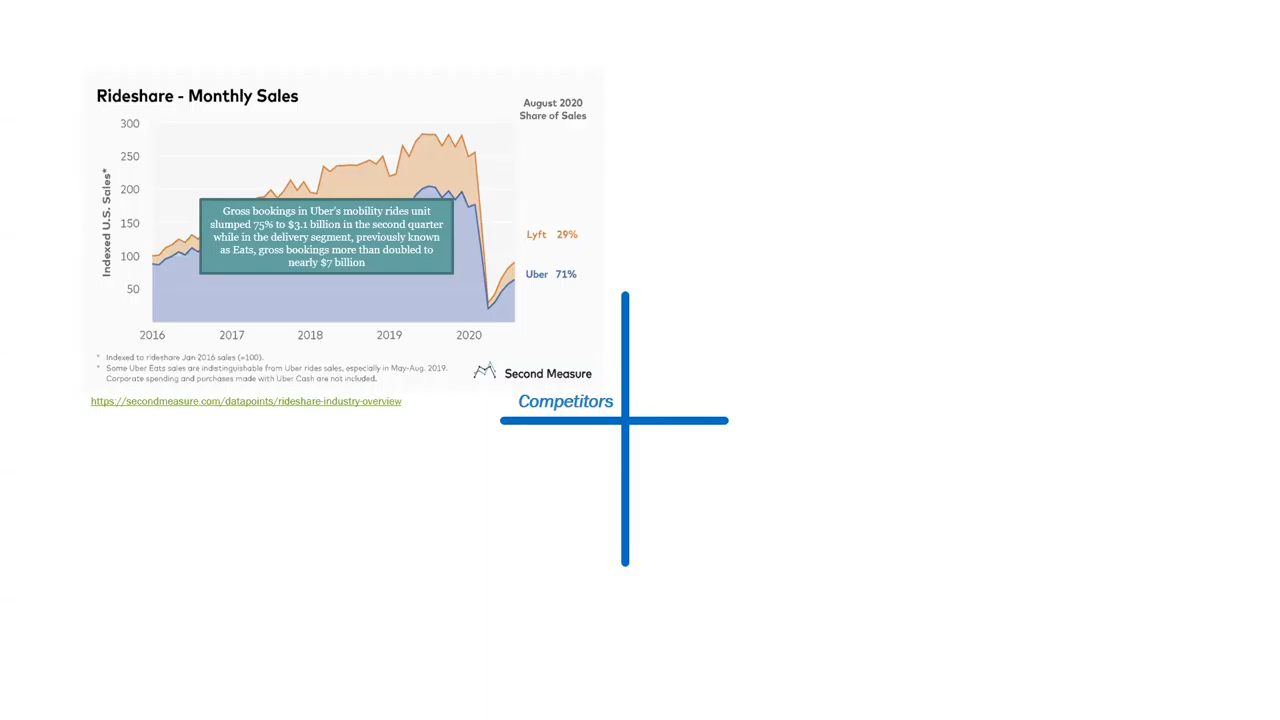 Rideshare - Monthly Sales
August 2020
Share of Sales
300
250
200
150
100
50
Indexed U.S. Sales*
Gross bookings in Uber's mobility rides unit
slumped 75% to $3.1 billion in the second quarter
while in the delivery segment, previously known
as Eats, gross bookings more than doubled to
nearly $7 billion
Lyft 29%
Uber 71%
2016 2017 2018 2019 2020
* Indexed to rideshare Jan 2016 sales (=100).
* Some Uber Eats sales are indistinguishable from Uber rides sales, especially in May-Aug. 2019.
Corporate spending and purchases made with Uber Cash are not included.
Second Measure
https://secondmeasure.com/datapoints/rideshare-industry-overview
Competitors